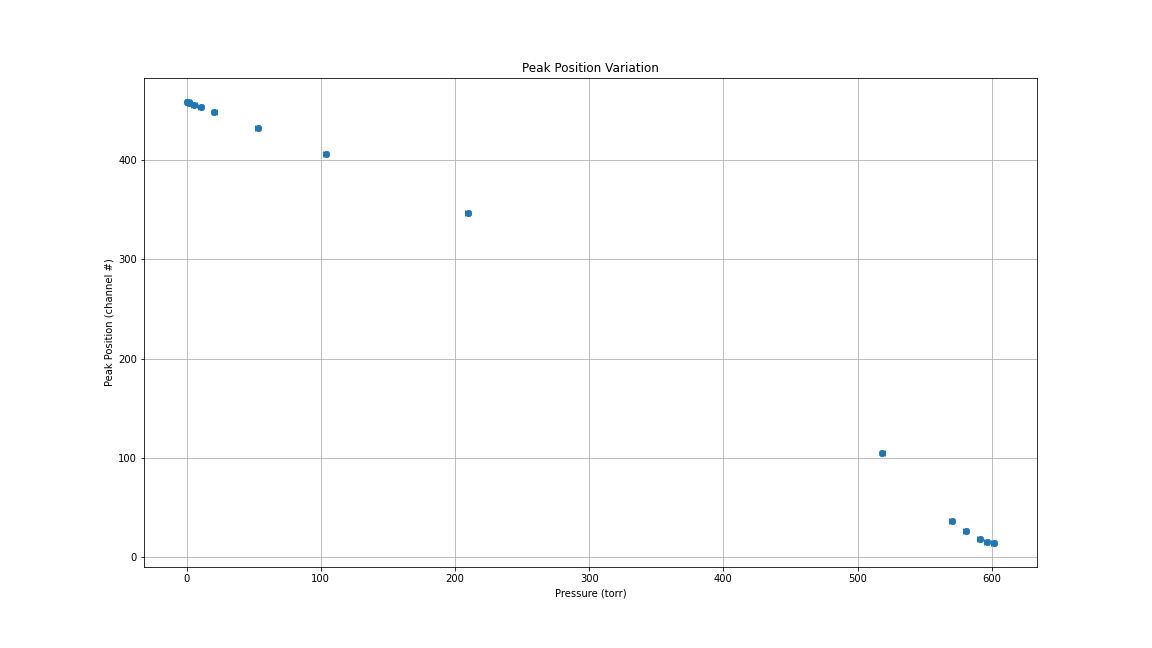 Peak Position Variation
Peak Position (channel #)
400
300
200
100
0
0 100 200 300 400 500 600
Pressure (torr)